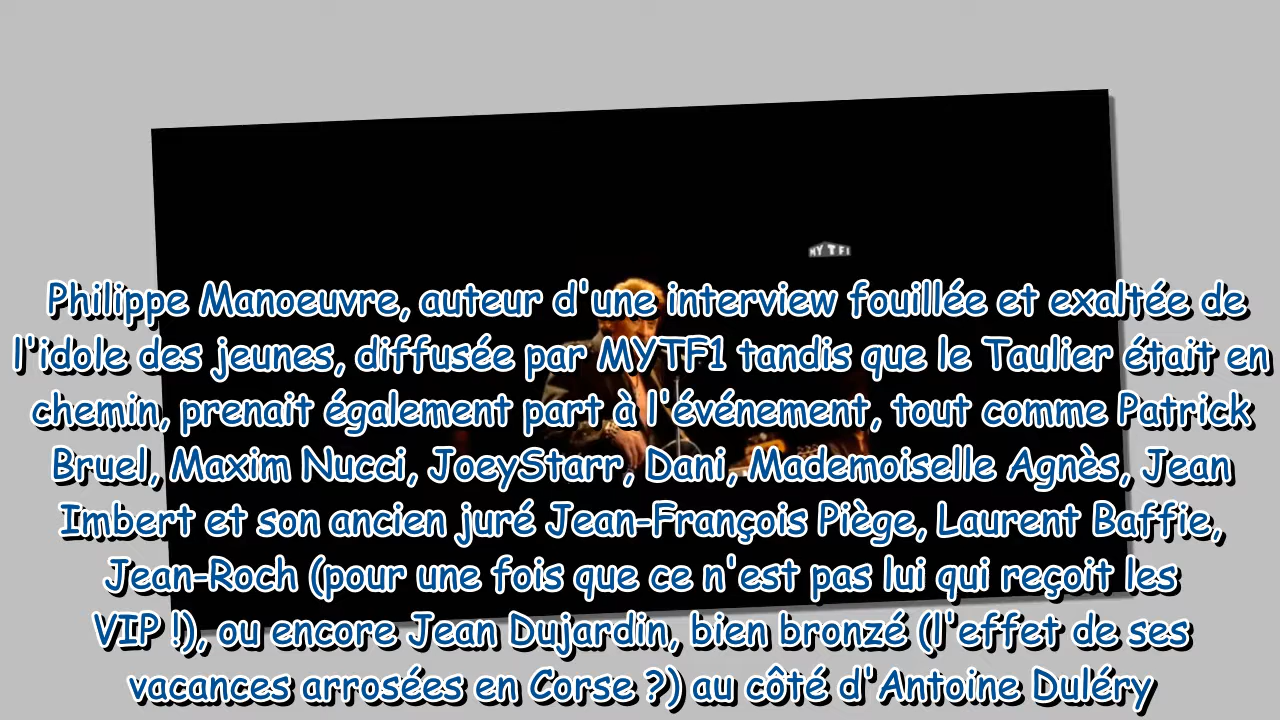 MYTF1
Philippe Manoeuvre, auteur d'une interview fouillée et exaltée de
l'idole des jeunes, diffusée par MYTF1 tandis que le Taulier était en
chemin, prenait également part à l'événement, tout comme Patrick
Bruel, Maxim Nucci, JoeyStarr, Dani, Mademoiselle Agnès, Jean
Imbert et son ancien juré Jean-François Piège, Laurent Baffie,
Jean-Roch (pour une fois que ce n'est pas lui qui reçoit les
VIP !), ou encore Jean Dujardin, bien bronzé (l'effet de ses
vacances arrosées en Corse ?) au côté d'Antoine Duléry